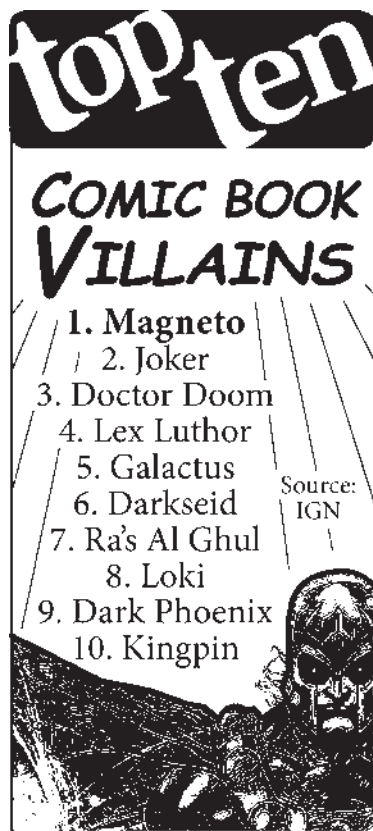 top ten
COMIC BOOK
VILLAINS
1. Magneto
2. Joker
3. Doctor Doom
4. Lex Luthor
5. Galactus
6. Darkseid
7. Ra's Al Ghul
8. Loki
9. Dark Phoenix
10. Kingpin
Source:
IGN